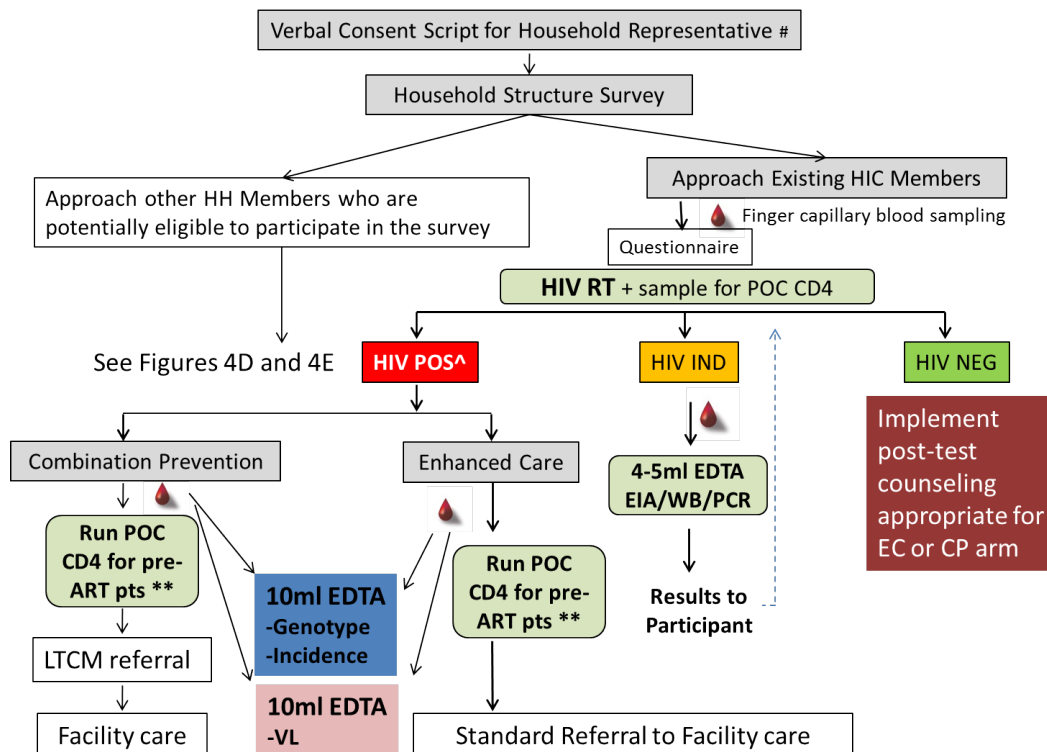 Verbal Consent Script for Household Representative #
Household Structure Survey
Approach other HH Members who are
potentially eligible to participate in the survey
Approach Existing HIC Members
Finger capillary blood sampling
Questionnaire
HIV RT + sample for POC CD4
See Figures 4D and 4E
HIV POS^
HIV IND
HIV NEG
Combination Prevention
Enhanced Care
4-5ml EDTA
EIA/WB/PCR
Implement
post-test
counseling
appropriate for
EC or CP arm
Run POC
CD4 for pre-
ART pts **
10ml EDTA
-Genotype
-Incidence
Run POC
CD4 for pre-
ART pts **
Results to
Participant
LTCM referral
10ml EDTA
-VL
Facility care
Standard Referral to Facility care